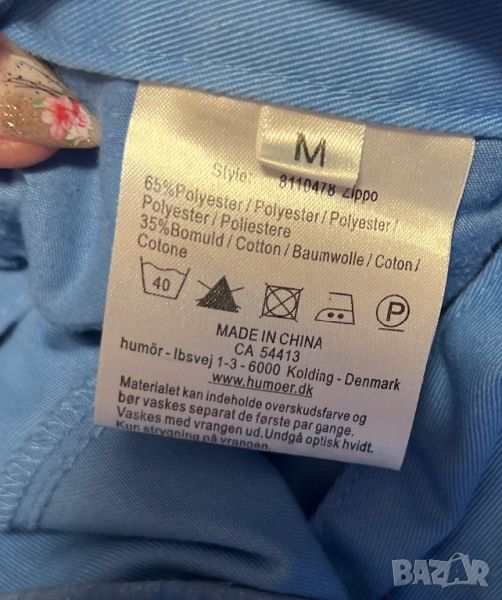 M
Style: 8110478 Zippo
65%Polyester / Polyester / Polyester /
Polyester / Poliestere
35%Bomuld / Cotton / Baumwolle / Coton /
Cotone
40
P
MADE IN CHINA
CA 54413
humör - Ibsvej 1-3 - 6000 Kolding - Denmark
www.humoer.dk
Materialet kan indeholde overskudsfarve og
bør vaskes separat de første par gange.
Vaskes med vrangen ud. Undgå optisk hvidt.
Kun strygning på vrangen.
BAZAR